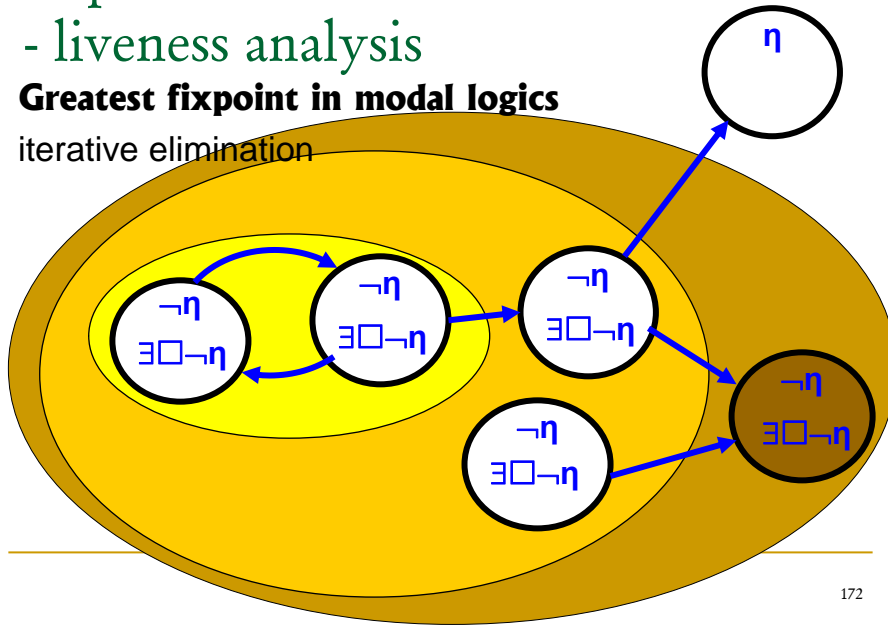 - liveness analysis
Greatest fixpoint in modal logics
iterative elimination
η
¬η
∃□¬η
¬η
∃□¬η
¬η
∃□¬η
¬η
∃□¬η
¬η
∃□¬η
172